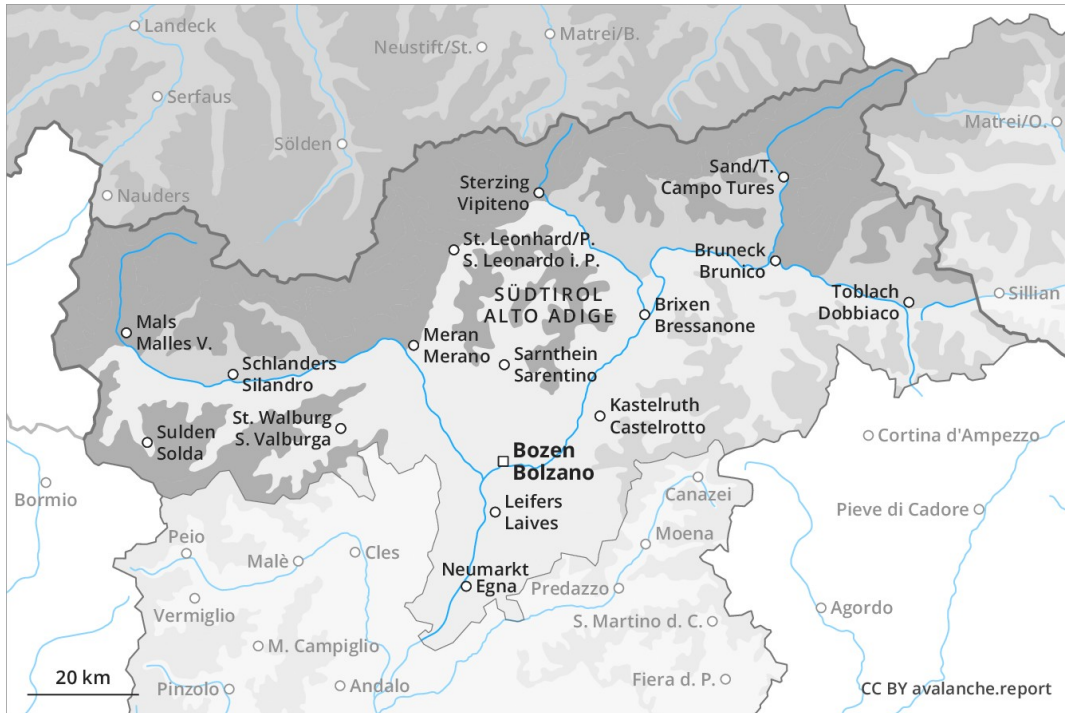 Landeck
Matrei/B.
Neustift/St.
Serfaus
Matrei/O.
Sölden
Sand/T.
Campo Tures
Nauders
Sterzing
Vipiteno
St. Leonhard/P.
S. Leonardo i. P.
Bruneck
Brunico
SÜDTIROL
ALTO ADIGE
Toblach
Dobbiaco
Sillian
Brixen
Bressanone
Mals
Malles V.
Meran
Merano
Schlanders
Silandro
Sarnthein
Sarentino
St. Walburg
S. Valburga
Kastelruth
Castelrotto
Sulden
Solda
Cortina d'Ampezzo
Bozen
Bolzano
Bormio
Canazei
Leifers
Laives
Pieve di Cadore
Peio
Malè
Cles
Moena
Neumarkt
Egna
Predazzo
Vermiglio
Agordo
S. Martino d. C.
M. Campiglio
20 km
Pinzolo
Andalo
Fiera d. P.
CC BY avalanche.report